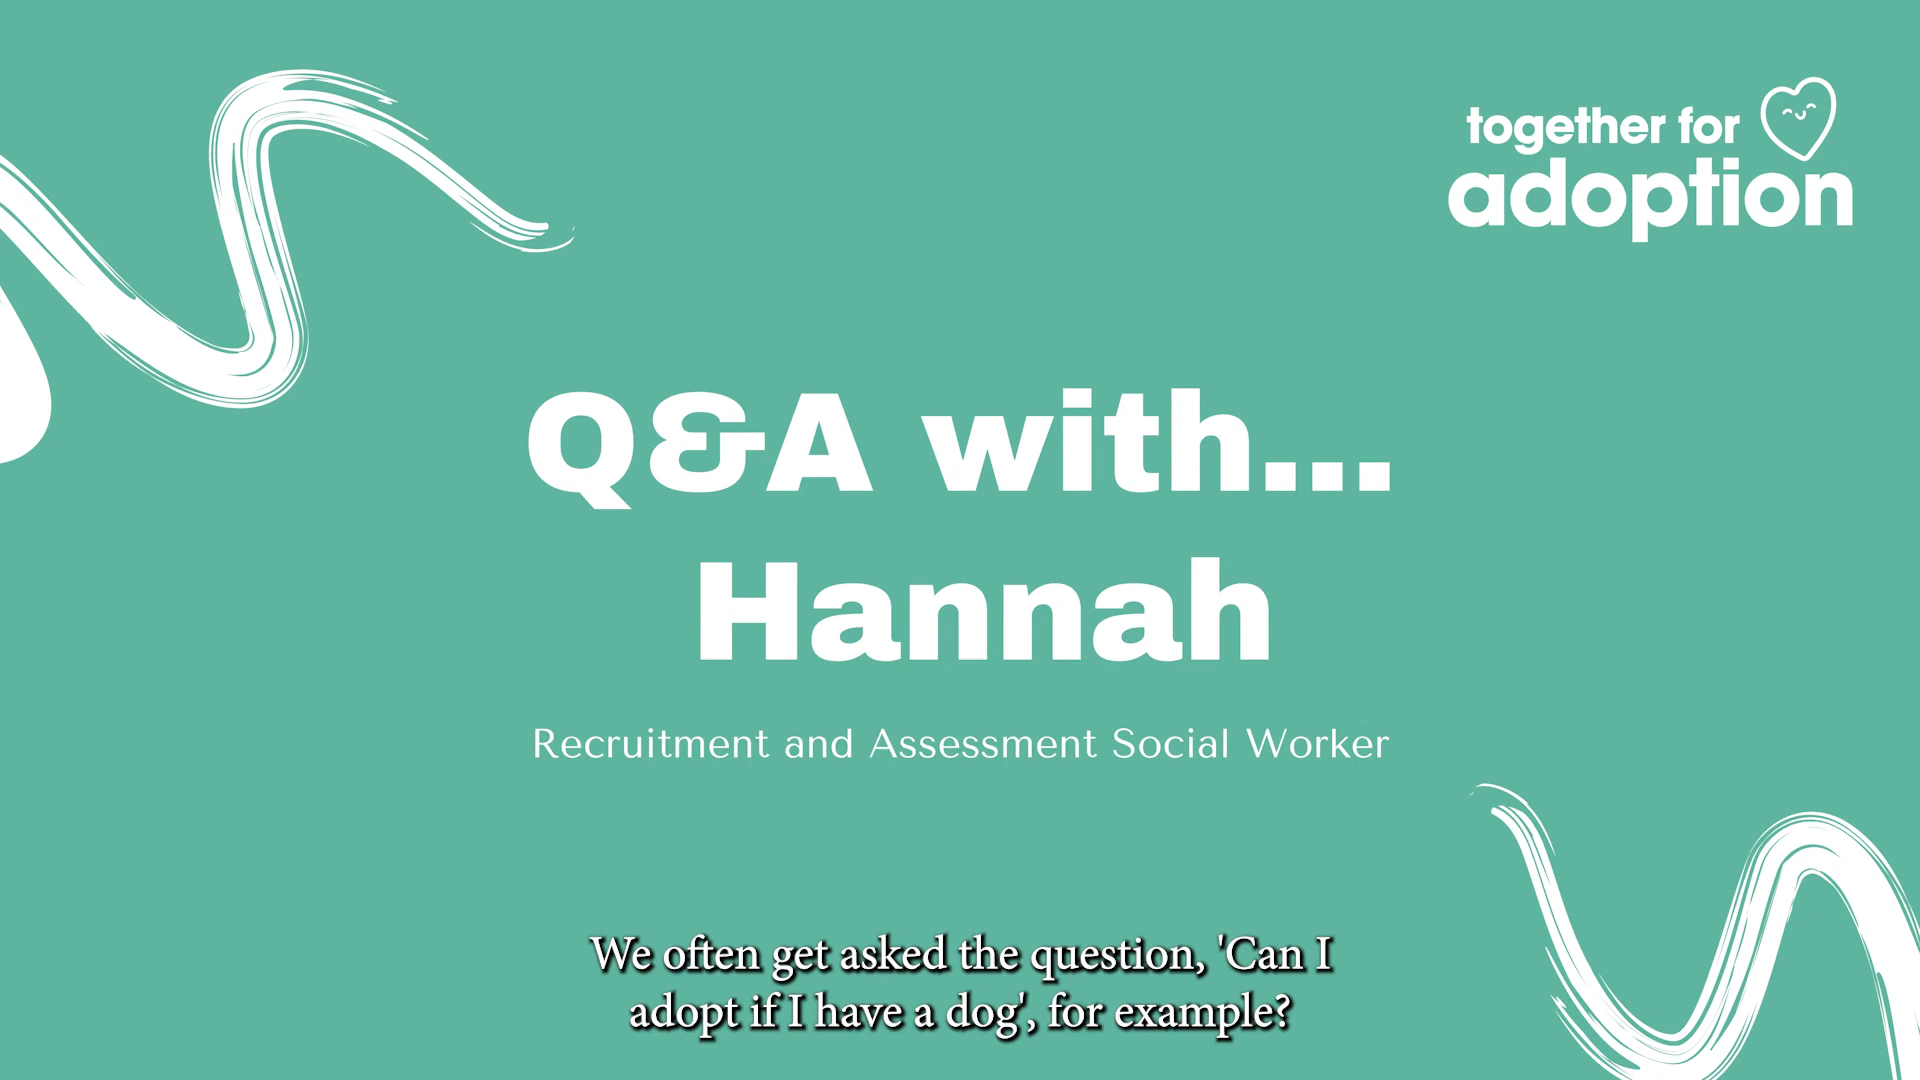 together for
adoption
Q&A with...
Hannah
Recruitment and Assessment Social Worker
We often get asked the question, 'Can I
adopt if I have a dog', for example?